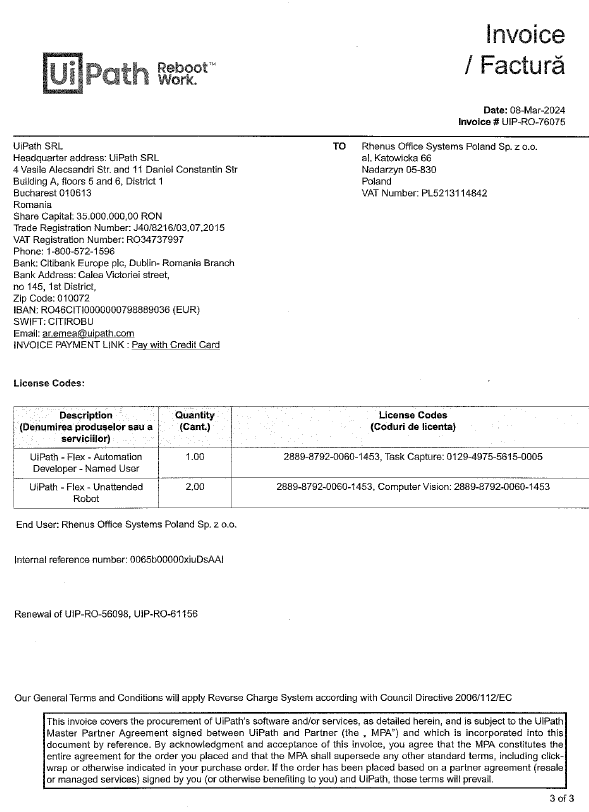 Invoice
/ Factură
UiPath Reboot™
Work.
Date: 08-Mar-2024
Invoice # UIP-RO-76075
UiPath SRL
Headquarter address: UiPath SRL
4 Vasile Alecsandri Str. and 11 Daniel Constantin Str
Building A, floors 5 and 6, District 1
Bucharest 010613
Romania
Share Capital: 35.000.000,00 RON
Trade Registration Number: J40/8216/03,07,2015
VAT Registration Number: RO34737997
Phone: 1-800-572-1596
Bank: Citibank Europe plc, Dublin- Romania Branch
Bank Address: Calea Victoriei street,
no 145, 1st District,
Zip Code: 010072
IBAN: RO46CITI0000000798889036 (EUR)
SWIFT: CITIROBU
Email: ar.emea@uipath.com
INVOICE PAYMENT LINK : Pay with Credit Card
TO
Rhenus Office Systems Poland Sp. z o.o.
al. Katowicka 66
Nadarzyn 05-830
Poland
VAT Number: PL5213114842
License Codes:
Description
(Denumirea produselor sau a
serviciilor)
Quantity
(Cant.)
License Codes
(Coduri de licenta)
UiPath - Flex - Automation
Developer - Named User
1.00
2889-8792-0060-1453, Task Capture: 0129-4975-5615-0005
UiPath - Flex - Unattended
Robot
2,00
2889-8792-0060-1453, Computer Vision: 2889-8792-0060-1453
End User: Rhenus Office Systems Poland Sp. z o.o.
Internal reference number: 0065b00000xiuDsAAI
Renewal of UIP-RO-56098, UIP-RO-61156
Our General Terms and Conditions will apply Reverse Charge System according with Council Directive 2006/112/EC
This invoice covers the procurement of UiPath's software and/or services, as detailed herein, and is subject to the UiPath
Master Partner Agreement signed between UiPath and Partner (the „ MPA") and which is incorporated into this
document by reference. By acknowledgment and acceptance of this invoice, you agree that the MPA constitutes the
entire agreement for the order you placed and that the MPA shall supersede any other standard terms, including click-
wrap or otherwise indicated in your purchase order. If the order has been placed based on a partner agreement (resale
or managed services) signed by you (or otherwise benefiting to you) and UiPath, those terms will prevail.
3 of 3